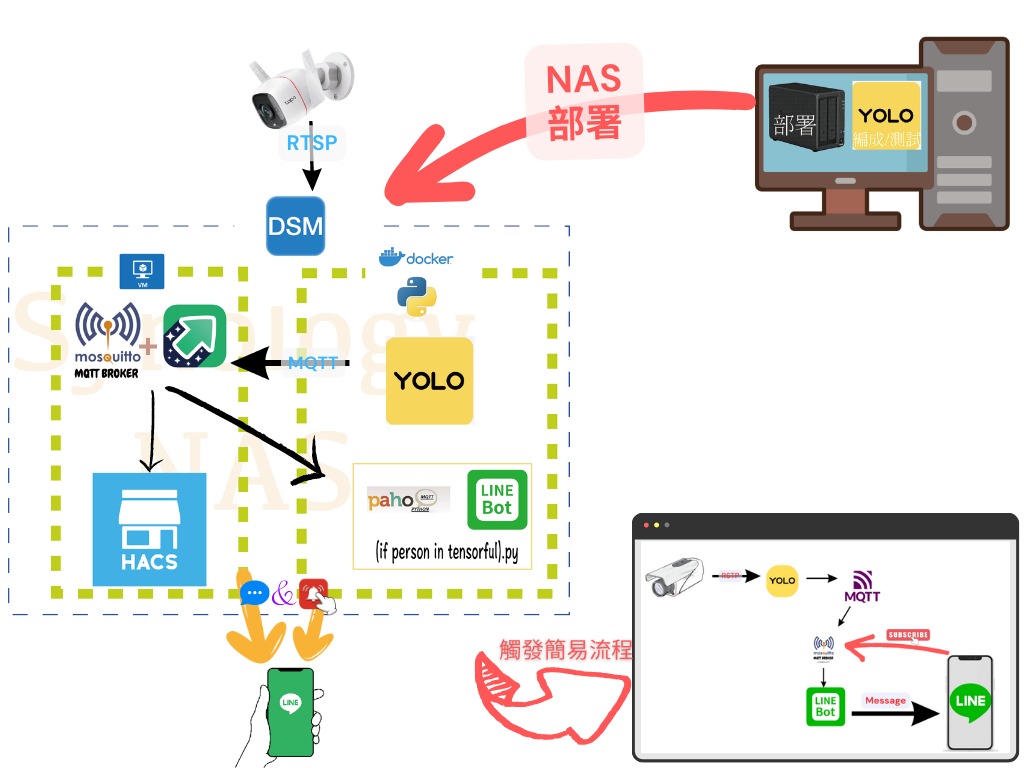 NAS
部署
部署
YOLO
編成/測試
tapo
RTSP
DSM
docker
VM
Synology
NAS
mosquitto
+
MQTT BROKER
MQTT
YOLO
HACS
paho
MQTT
PYTHON
LINE
Bot
(if person in tensorful).py
&
LINE
觸發簡易流程
RSTP
YOLO
MQTT
SUBSCRIBE
MQTT BROKER
LINE
Bot
Message
LINE